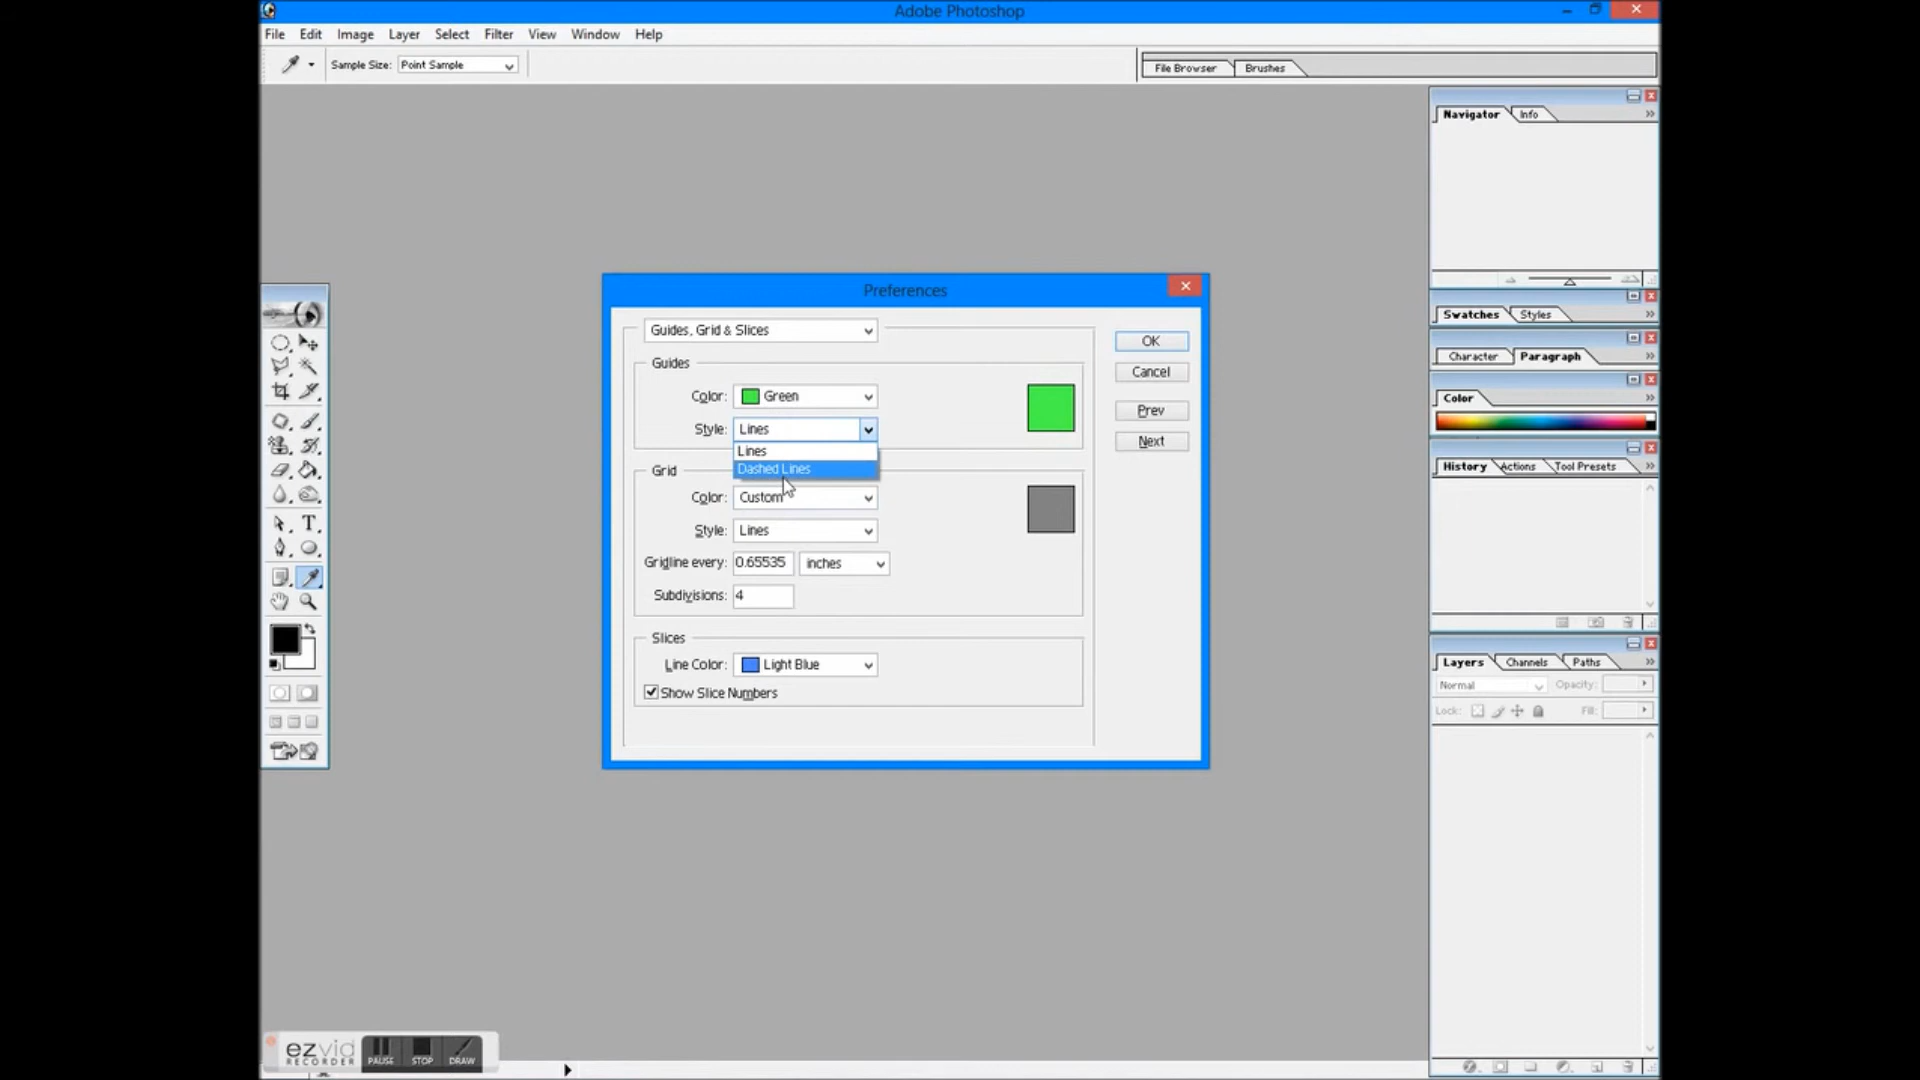 Adobe Photoshop
File Edit Image Layer Select Filter View Window Help
Sample Size: Point Sample
File Browser Brushes
Navigator Info
Swatches Styles
Character Paragraph
Color
History Actions Tool Presets
Layers Channels Paths
Normal Opacity:
Lock: Fill:
Preferences
Guides, Grid & Slices
OK
Cancel
Prev
Next
Guides
Color: Green
Style: Lines
Lines
Dashed Lines
Grid
Color: Custom
Style: Lines
Gridline every: 0.65535 inches
Subdivisions: 4
Slices
Line Color: Light Blue
Show Slice Numbers
ezvid
RECORDER
PAUSE STOP DRAW